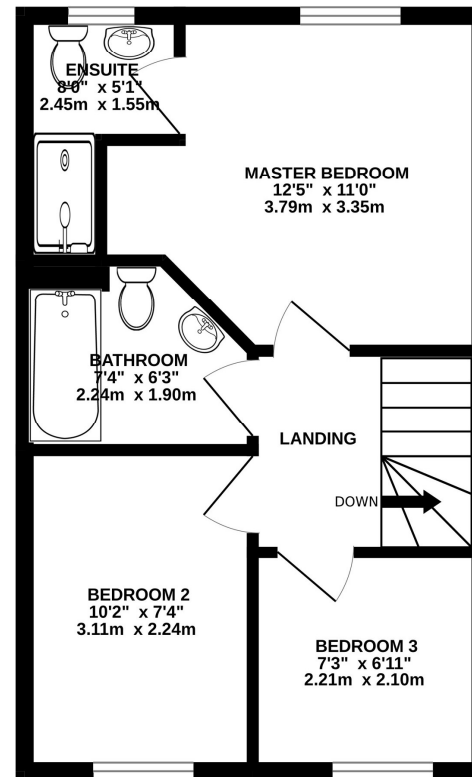 ENSUITE
8'0" x 5'1"
2.45m x 1.55m
MASTER BEDROOM
12'5" x 11'0"
3.79m x 3.35m
BATHROOM
7'4" x 6'3"
2.24m x 1.90m
LANDING
DOWN
BEDROOM 2
10'2" x 7'4"
3.11m x 2.24m
BEDROOM 3
7'3" x 6'11"
2.21m x 2.10m